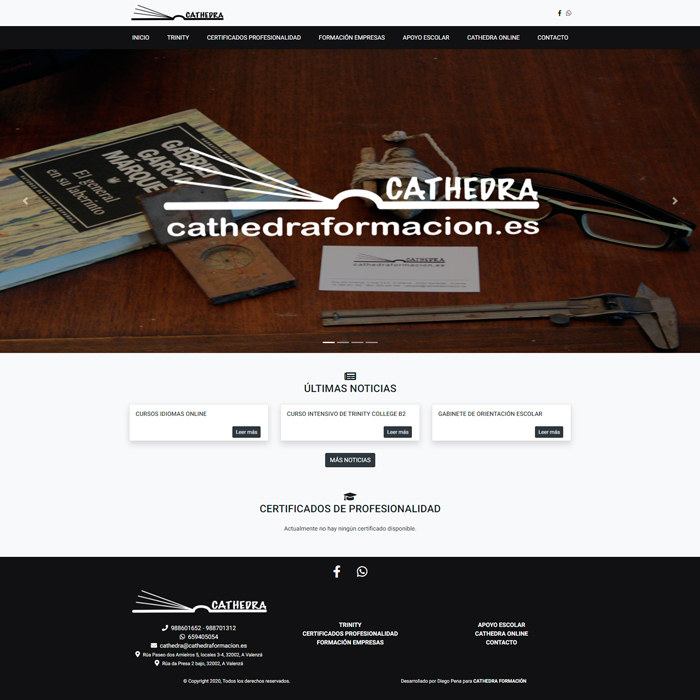 CATHEDRA
INICIO
TRINITY
CERTIFICADOS PROFESIONALIDAD
FORMACIÓN EMPRESAS
APOYO ESCOLAR
CATHEDRA ONLINE
CONTACTO
GABRIEL
GARCÍA
MÁRQUE
El general
en su laberinto
CATHEDRA
cathedraformacion.es
CATHEDRA
cathedraformacion.es
ÚLTIMAS NOTICIAS
CURSOS IDIOMAS ONLINE
Leer más
CURSO INTENSIVO DE TRINITY COLLEGE B2
Leer más
GABINETE DE ORIENTACIÓN ESCOLAR
Leer más
MÁS NOTICIAS
CERTIFICADOS DE PROFESIONALIDAD
Actualmente no hay ningún certificado disponible.
CATHEDRA
988601652 - 988701312
659405054
cathedra@cathedraformacion.es
Rúa Paseo dos Amieiros 5, locales 3-4, 32002, A Valenzá
Rúa da Presa 2 bajo, 32002, A Valenzá
TRINITY
CERTIFICADOS PROFESIONALIDAD
FORMACIÓN EMPRESAS
APOYO ESCOLAR
CATHEDRA ONLINE
CONTACTO
© Copyright 2020, Todos los derechos reservados.
Desarrollado por Diego Pena para CATHEDRA FORMACIÓN